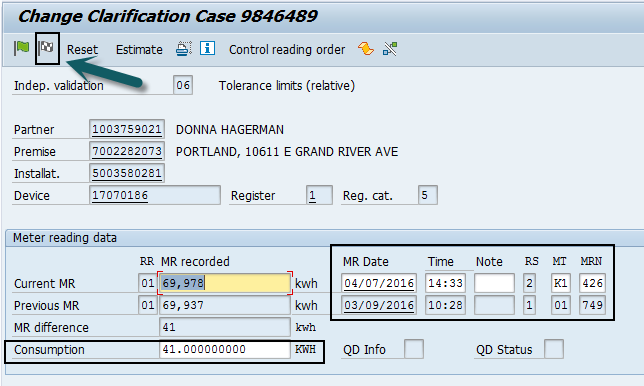 Change Clarification Case 9846489
Reset Estimate Control reading order
Indep. validation 06 Tolerance limits (relative)
Partner 1003759021 DONNA HAGERMAN
Premise 7002282073 PORTLAND, 10611 E GRAND RIVER AVE
Installat. 5003580281
Device 17070186 Register 1 Reg. cat. 5
Meter reading data
RR MR recorded MR Date Time Note RS MT MRN
Current MR 01 69,978 kwh 04/07/2016 14:33 2 K1 426
Previous MR 01 69,937 kwh 03/09/2016 10:28 1 01 749
MR difference 41 kwh
Consumption 41.000000000 KWH QD Info QD Status